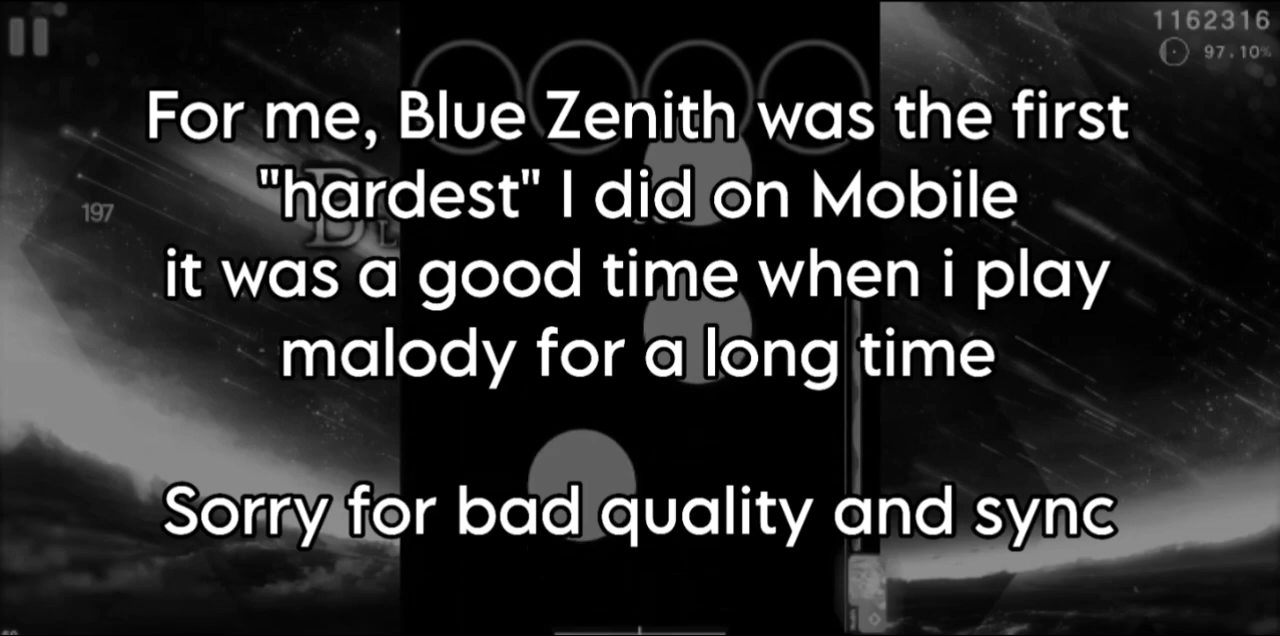 1162316
97.10%
For me, Blue Zenith was the first
"hardest" I did on Mobile
197
it was a good time when i play
malody for a long time
Sorry for bad quality and sync